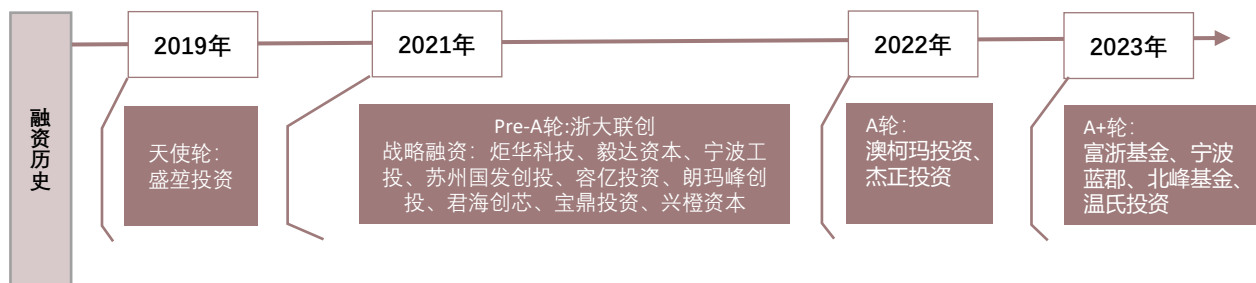 融资历史
2019年
2021年
2022年
2023年
天使轮：
盛堃投资
Pre-A轮:浙大联创
战略融资：炬华科技、毅达资本、宁波工
投、苏州国发创投、容亿投资、朗玛峰创
投、君海创芯、宝鼎投资、兴橙资本
A轮：
澳柯玛投资、
杰正投资
A+轮：
富浙基金、宁波
蓝郡、北峰基金、
温氏投资